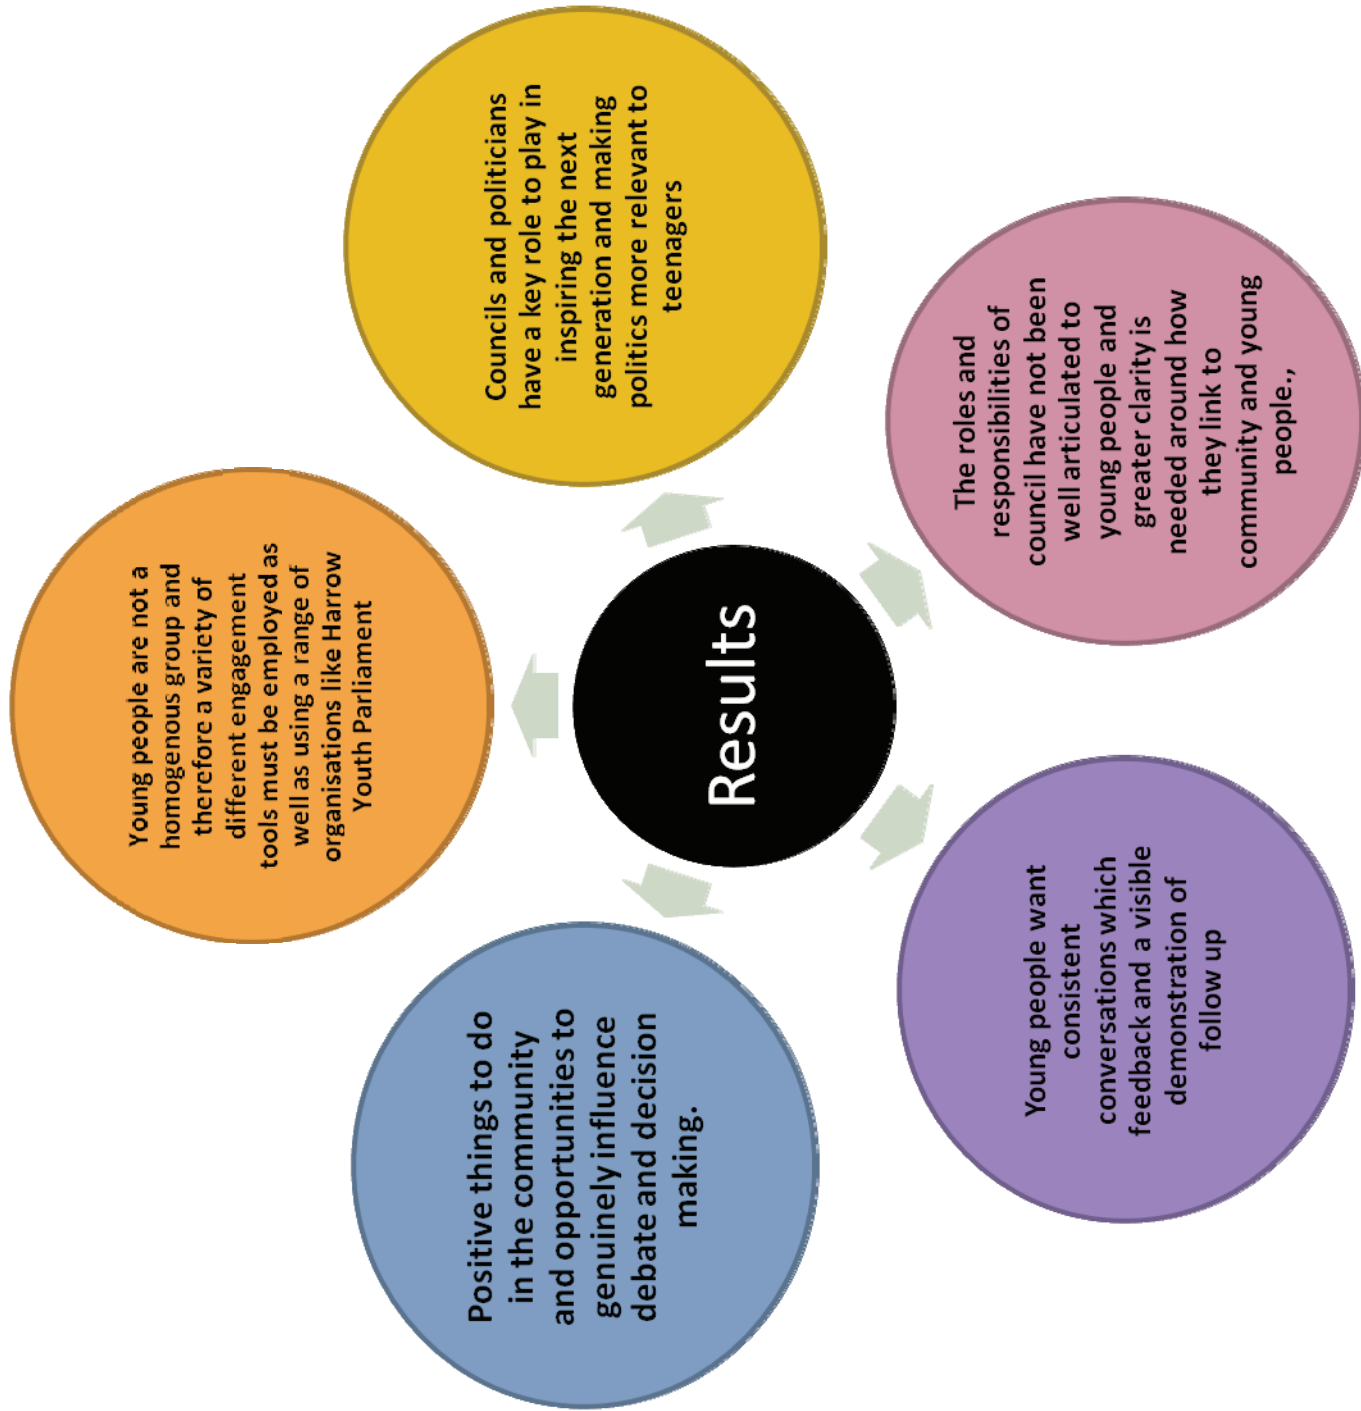 Young people are not a
homogenous group and
therefore a variety of
different engagement
tools must be employed as
well as using a range of
organisations like Harrow
Youth Parliament
Positive things to do
in the community
and opportunities to
genuinely influence
debate and decision
making.
Results
Councils and politicians
have a key role to play in
inspiring the next
generation and making
politics more relevant to
teenagers
Young people want
consistent
conversations which
feedback and a visible
demonstration of
follow up
The roles and
responsibilities of
council have not been
well articulated to
young people and
greater clarity is
needed around how
they link to
community and young
people.,